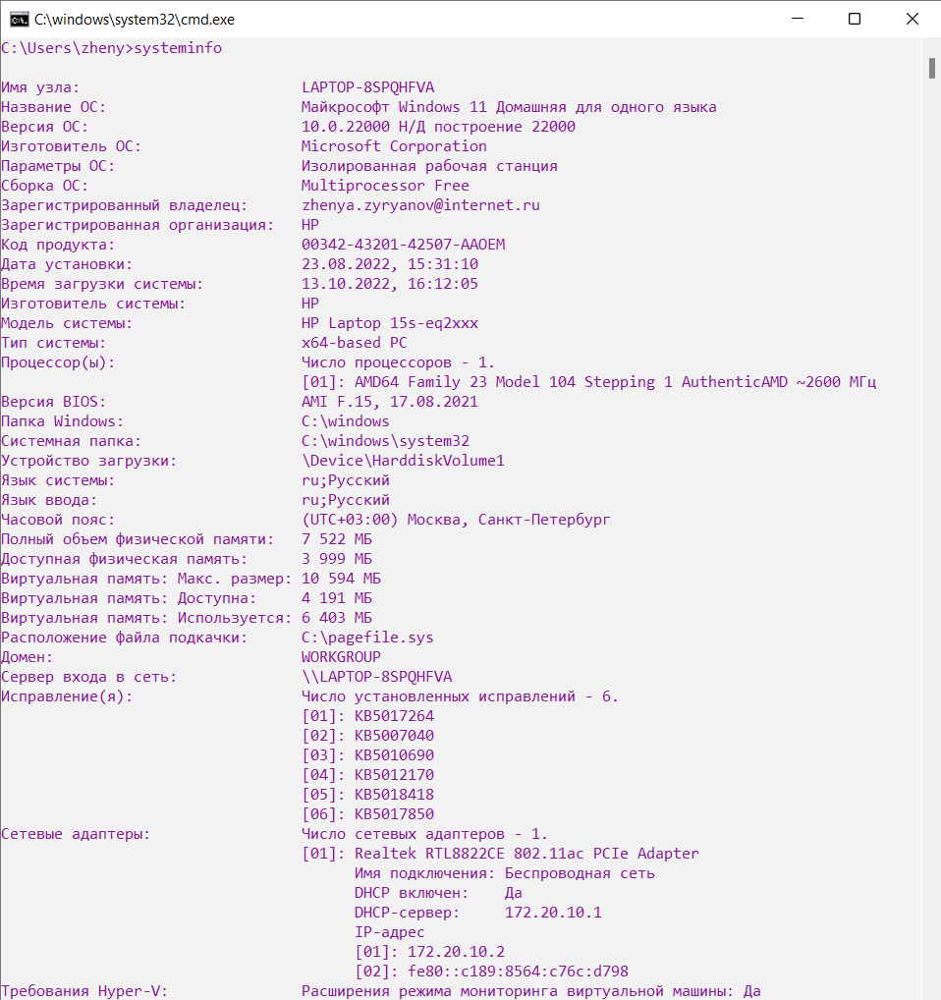 C:\windows\system32\cmd.exe
C:\Users\zheny>systeminfo
Имя узла: LAPTOP-8SPQHFVA
Название ОС: Майкрософт Windows 11 Домашняя для одного языка
Версия ОС: 10.0.22000 Н/Д построение 22000
Изготовитель ОС: Microsoft Corporation
Параметры ОС: Изолированная рабочая станция
Сборка ОС: Multiprocessor Free
Зарегистрированный владелец: zhenya.zyryanov@internet.ru
Зарегистрированная организация: HP
Код продукта: 00342-43201-42507-AAOEM
Дата установки: 23.08.2022, 15:31:10
Время загрузки системы: 13.10.2022, 16:12:05
Изготовитель системы: HP
Модель системы: HP Laptop 15s-eq2xxx
Тип системы: x64-based PC
Процессор(ы): Число процессоров - 1.
[01]: AMD64 Family 23 Model 104 Stepping 1 AuthenticAMD ~2600 МГц
Версия BIOS: AMI F.15, 17.08.2021
Папка Windows: C:\windows
Системная папка: C:\windows\system32
Устройство загрузки: \Device\HarddiskVolume1
Язык системы: ru;Русский
Язык ввода: ru;Русский
Часовой пояс: (UTC+03:00) Москва, Санкт-Петербург
Полный объем физической памяти: 7 522 МБ
Доступная физическая память: 3 999 МБ
Виртуальная память: Макс. размер: 10 594 МБ
Виртуальная память: Доступна: 4 191 МБ
Виртуальная память: Используется: 6 403 МБ
Расположение файла подкачки: C:\pagefile.sys
Домен: WORKGROUP
Сервер входа в сеть: \\LAPTOP-8SPQHFVA
Исправление(я): Число установленных исправлений - 6.
[01]: KB5017264
[02]: KB5007040
[03]: KB5010690
[04]: KB5012170
[05]: KB5018418
[06]: KB5017850
Сетевые адаптеры: Число сетевых адаптеров - 1.
[01]: Realtek RTL8822CE 802.11ac PCIe Adapter
Имя подключения: Беспроводная сеть
DHCP включен: Да
DHCP-сервер: 172.20.10.1
IP-адрес
[01]: 172.20.10.2
[02]: fe80::c189:8564:c76c:d798
Требования Hyper-V: Расширения режима мониторинга виртуальной машины: Да